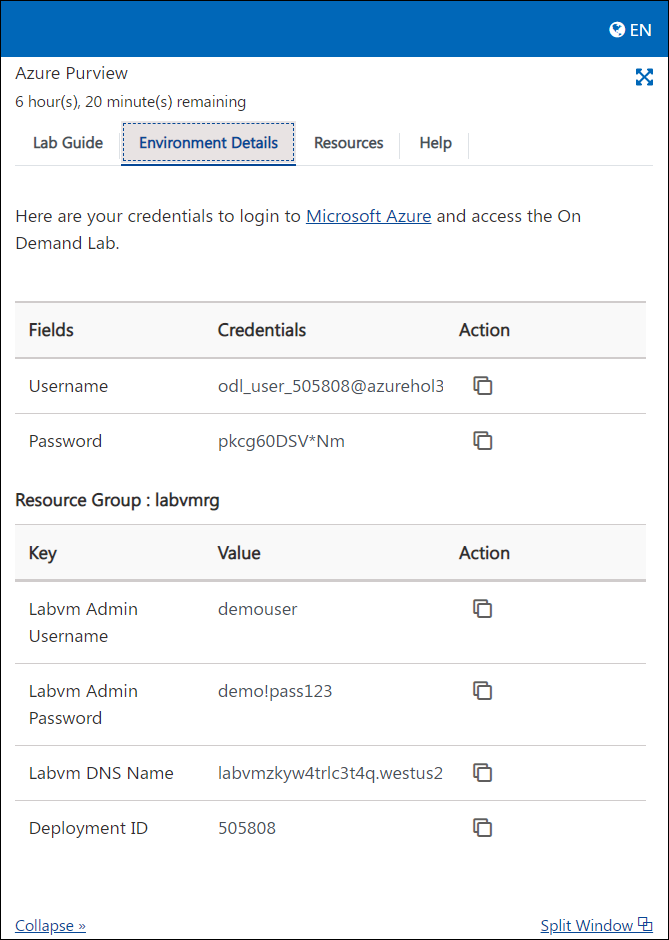 EN
Azure Purview
6 hour(s), 20 minute(s) remaining
Lab Guide Environment Details Resources Help
Here are your credentials to login to Microsoft Azure and access the On
Demand Lab.
Fields Credentials Action
Username odl_user_505808@azurehol3
Password pkcg60DSV*Nm
Resource Group : labvmrg
Key Value Action
Labvm Admin demouser
Username
Labvm Admin demo!pass123
Password
Labvm DNS Name labvmzkyw4trlc3t4q.westus2
Deployment ID 505808
Collapse » Split Window